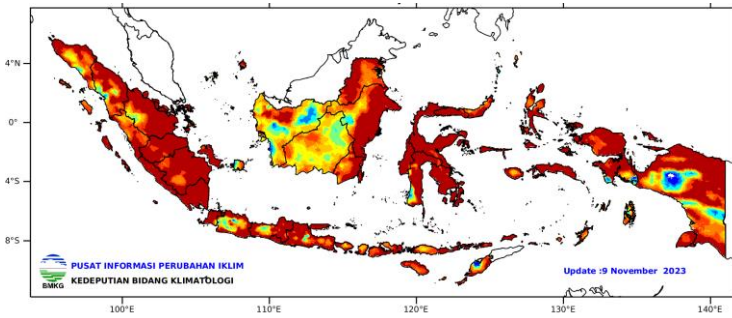 4°N
0°
4°S
8°S
BMKG
PUSAT INFORMASI PERUBAHAN IKLIM
KEDEPUTIAN BIDANG KLIMATOLOGI
Update :9 November 2023
100°E
110°E
120°E
130°E
140°E